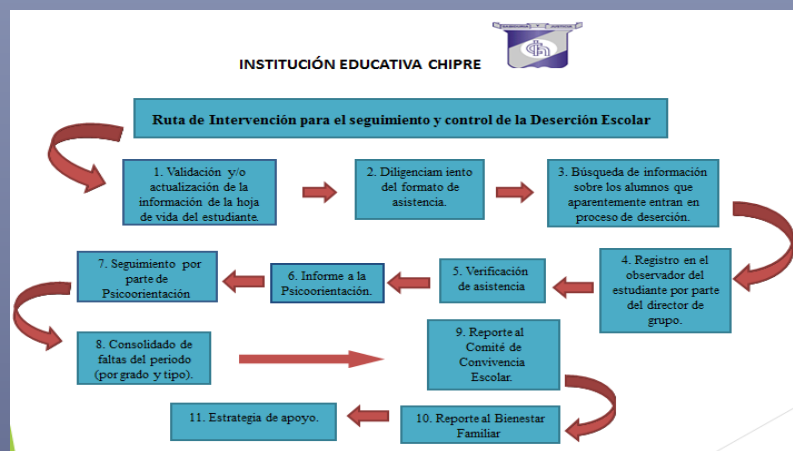 INSTITUCIÓN EDUCATIVA CHIPRE
Ruta de Intervención para el seguimiento y control de la Deserción Escolar
1. Validación y/o
actualización de la
información de la hoja
de vida del estudiante.
2. Diligenciam iento
del formato de
asistencia.
3. Búsqueda de información
sobre los alumnos que
aparentemente entran en
proceso de deserción.
4. Registro en el
observador del
estudiante por parte
del director de
grupo.
5. Verificación
de asistencia
6. Informe a la
Psicoorientación.
7. Seguimiento por
parte de
Psicoorientación
8. Consolidado de
faltas del periodo
(por grado y tipo).
9. Reporte al
Comité de
Convivencia
Escolar.
10. Reporte al Bienestar
Familiar
11. Estrategia de apoyo.